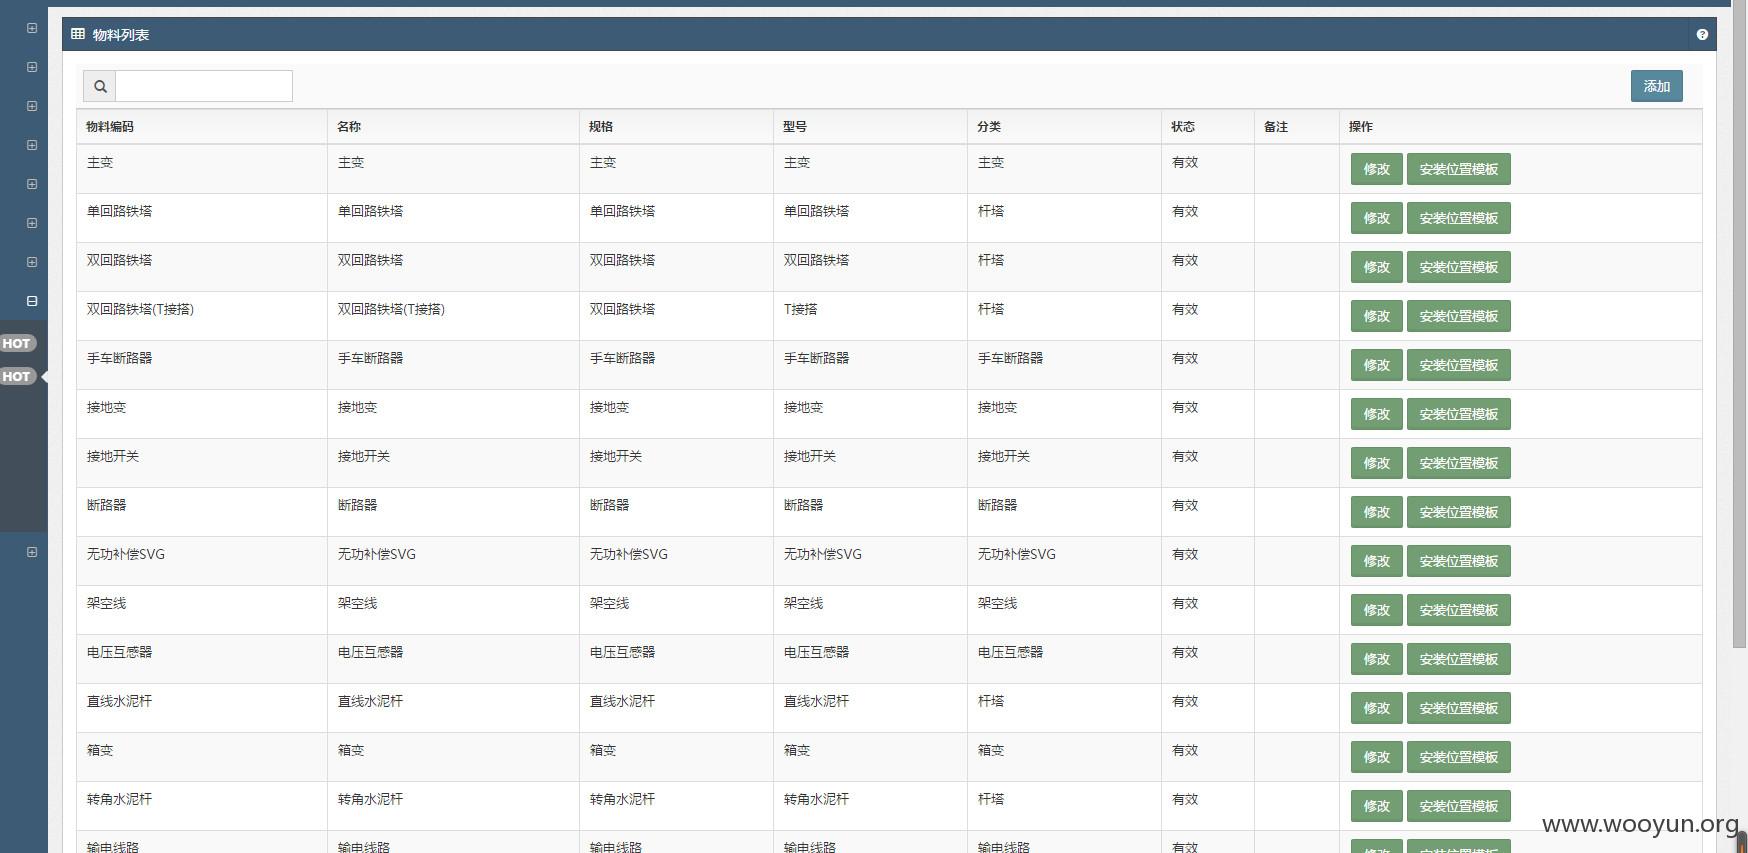 物料列表
添加
物料编码 名称 规格 型号 分类 状态 备注 操作
主变 主变 主变 主变 主变 有效 修改 安装位置模板
单回路铁塔 单回路铁塔 单回路铁塔 单回路铁塔 杆塔 有效 修改 安装位置模板
双回路铁塔 双回路铁塔 双回路铁塔 双回路铁塔 杆塔 有效 修改 安装位置模板
双回路铁塔(T接搭) 双回路铁塔(T接搭) 双回路铁塔 T接搭 杆塔 有效 修改 安装位置模板
HOT
手车断路器 手车断路器 手车断路器 手车断路器 手车断路器 有效 修改 安装位置模板
HOT
接地变 接地变 接地变 接地变 接地变 有效 修改 安装位置模板
接地开关 接地开关 接地开关 接地开关 接地开关 有效 修改 安装位置模板
断路器 断路器 断路器 断路器 断路器 有效 修改 安装位置模板
无功补偿SVG 无功补偿SVG 无功补偿SVG 无功补偿SVG 无功补偿SVG 有效 修改 安装位置模板
架空线 架空线 架空线 架空线 架空线 有效 修改 安装位置模板
电压互感器 电压互感器 电压互感器 电压互感器 电压互感器 有效 修改 安装位置模板
直线水泥杆 直线水泥杆 直线水泥杆 直线水泥杆 杆塔 有效 修改 安装位置模板
箱变 箱变 箱变 箱变 箱变 有效 修改 安装位置模板
转角水泥杆 转角水泥杆 转角水泥杆 转角水泥杆 杆塔 有效 修改 安装位置模板
www.wooyun.org
输电线路 输电线路 输电线路 输电线路 输电线路 有效 修改 安装位置模板